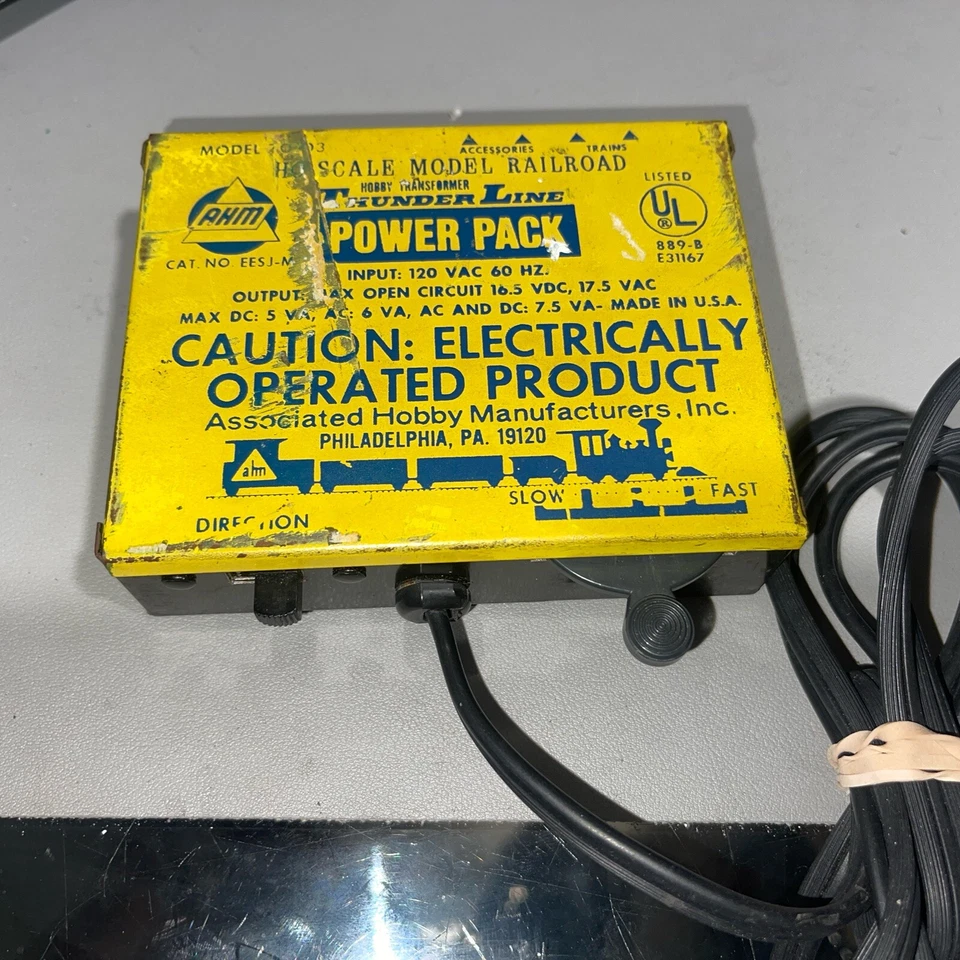 MODEL
ACCESSORIES
TRAINS
SCALE MODEL RAILROAD
HOBBY TRANSFORMER
THUNDER LINE
POWER PACK
AHM
LISTED
UL
®
889-B
E31167
CAT. NO.
INPUT: 120 VAC 60 HZ.
OUTPUT: MAX OPEN CIRCUIT 16.5 VDC, 17.5 VAC
MAX DC: 5 VA, AC: 6 VA, AC AND DC: 7.5 VA- MADE IN U.S.A.
CAUTION: ELECTRICALLY
OPERATED PRODUCT
Associated Hobby Manufacturers, Inc.
PHILADELPHIA, PA. 19120
ahm
SLOW
FAST
DIRECTION